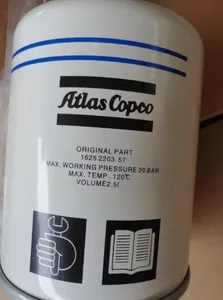 Atlas Copco
ORIGINAL PART
1625 2203 57
MAX. WORKING PRESSURE 20 BAR
MAX. TEMP. 120℃
VOLUME2.5l.